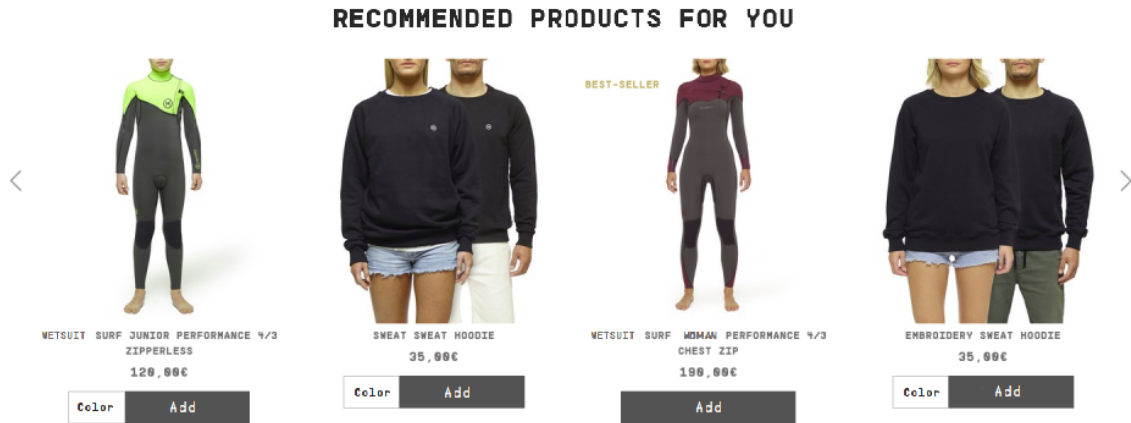 RECOMMENDED PRODUCTS FOR YOU
BEST-SELLER
WETSUIT SURF JUNIOR PERFORMANCE 4/3
ZIPPERLESS
120,00€
Color
Add
SWEAT SWEAT HOODIE
35,00€
Color
Add
WETSUIT SURF WOMAN PERFORMANCE 4/3
CHEST ZIP
190,00€
Add
EMBROIDERY SWEAT HOODIE
35,00€
Color
Add